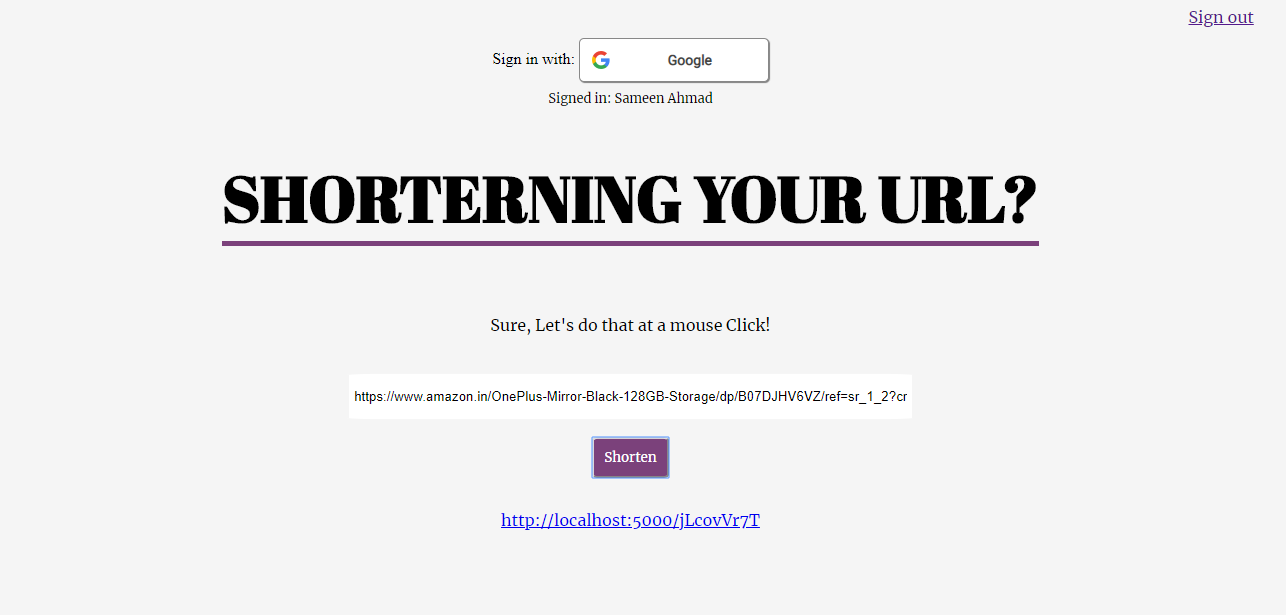 Sign out
Sign in with: Google
Signed in: Sameen Ahmad
SHORTERNING YOUR URL?
Sure, Let's do that at a mouse Click!
https://www.amazon.in/OnePlus-Mirror-Black-128GB-Storage/dp/B07DJHV6VZ/ref=sr_1_2?cr
Shorten
http://localhost:5000/jLcovVr7T